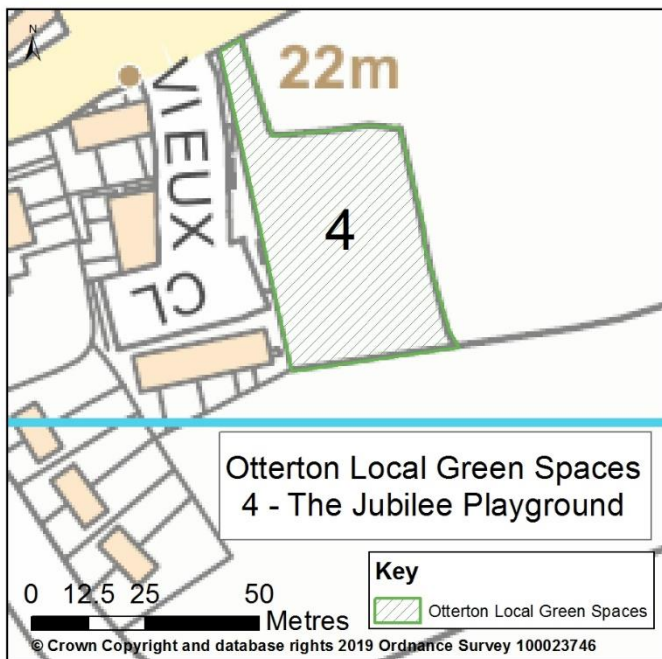 N
22m
VIEUX CL
4
Otterton Local Green Spaces
4 - The Jubilee Playground
Key
Otterton Local Green Spaces
0 12.5 25 50
Metres
© Crown Copyright and database rights 2019 Ordnance Survey 100023746